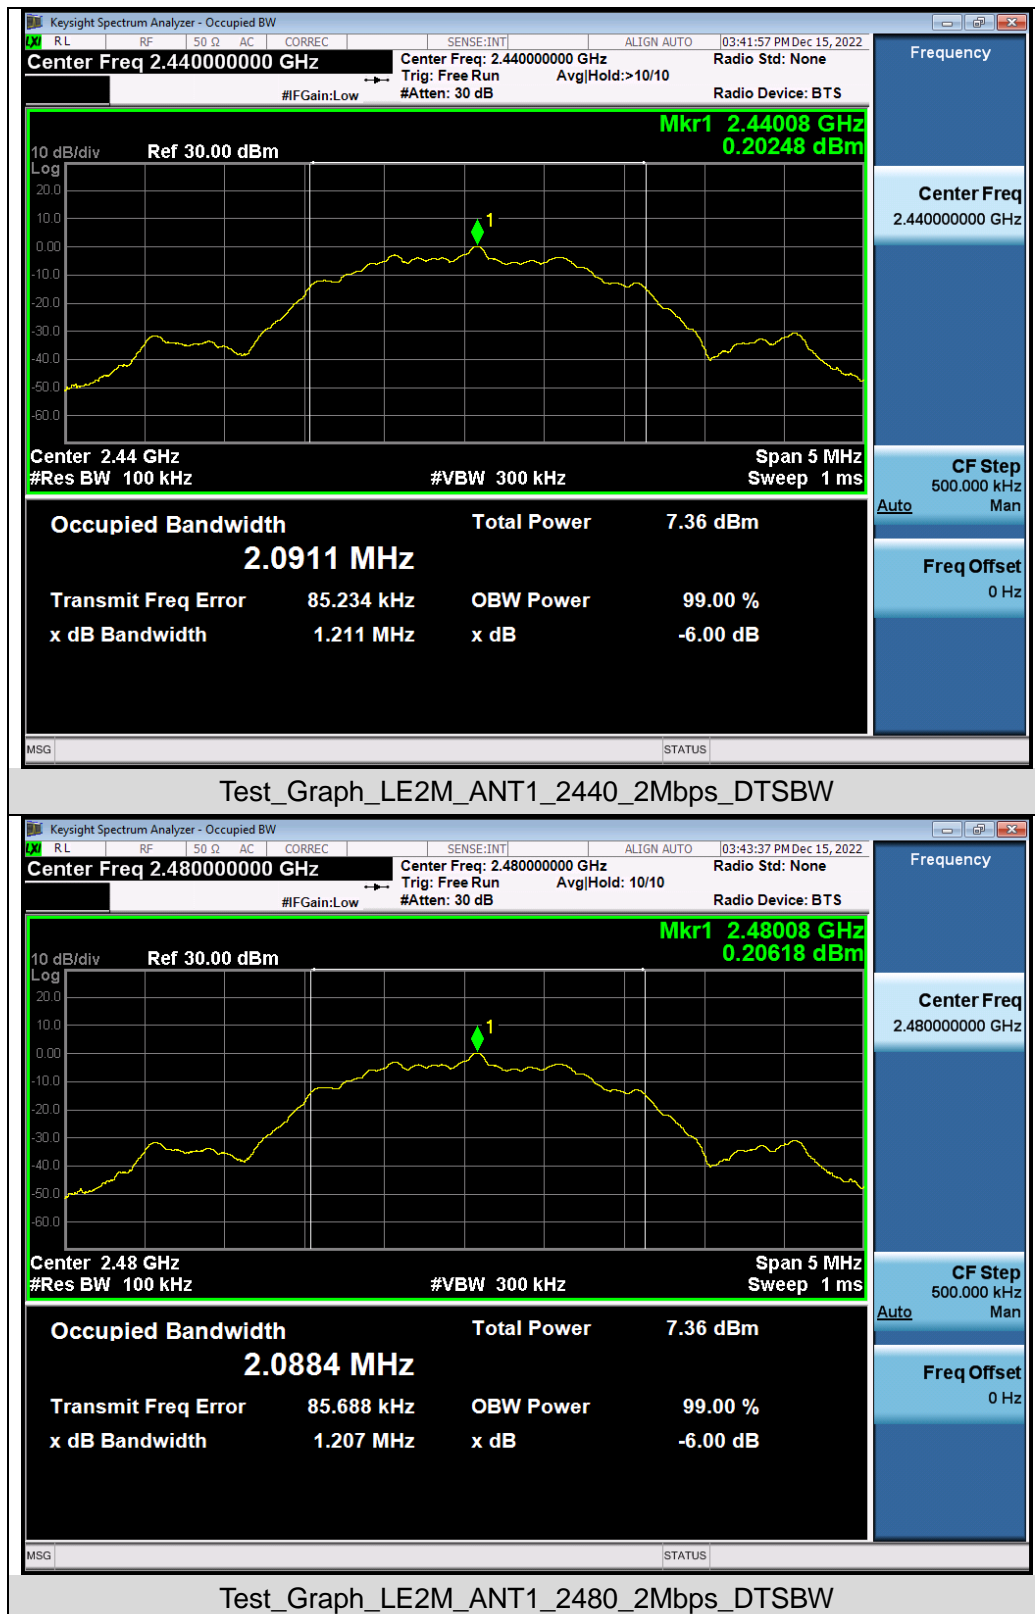 Keysight Spectrum Analyzer - Occupied BW
LXI RL RF 50 Ω AC CORREC SENSE:INT ALIGN AUTO 03:41:57 PM Dec 15, 2022
Center Freq 2.440000000 GHz Center Freq: 2.440000000 GHz Radio Std: None
Trig: Free Run Avg|Hold:>10/10
#IFGain:Low #Atten: 30 dB Radio Device: BTS
Mkr1 2.44008 GHz
0.20248 dBm
10 dB/div Ref 30.00 dBm
Log
20.0
10.0
1
0.00
-10.0
-20.0
-30.0
-40.0
-50.0
-60.0
Center 2.44 GHz Span 5 MHz
#Res BW 100 kHz #VBW 300 kHz Sweep 1 ms
Occupied Bandwidth Total Power 7.36 dBm
2.0911 MHz
Transmit Freq Error 85.234 kHz OBW Power 99.00 %
x dB Bandwidth 1.211 MHz x dB -6.00 dB
MSG STATUS
Frequency
Center Freq
2.440000000 GHz
CF Step
500.000 kHz
Auto Man
Freq Offset
0 Hz
Test_Graph_LE2M_ANT1_2440_2Mbps_DTSBW
Keysight Spectrum Analyzer - Occupied BW
LXI RL RF 50 Ω AC CORREC SENSE:INT ALIGN AUTO 03:43:37 PM Dec 15, 2022
Center Freq 2.480000000 GHz Center Freq: 2.480000000 GHz Radio Std: None
Trig: Free Run Avg|Hold: 10/10
#IFGain:Low #Atten: 30 dB Radio Device: BTS
Mkr1 2.48008 GHz
0.20618 dBm
10 dB/div Ref 30.00 dBm
Log
20.0
10.0
1
0.00
-10.0
-20.0
-30.0
-40.0
-50.0
-60.0
Center 2.48 GHz Span 5 MHz
#Res BW 100 kHz #VBW 300 kHz Sweep 1 ms
Occupied Bandwidth Total Power 7.36 dBm
2.0884 MHz
Transmit Freq Error 85.688 kHz OBW Power 99.00 %
x dB Bandwidth 1.207 MHz x dB -6.00 dB
MSG STATUS
Frequency
Center Freq
2.480000000 GHz
CF Step
500.000 kHz
Auto Man
Freq Offset
0 Hz
Test_Graph_LE2M_ANT1_2480_2Mbps_DTSBW